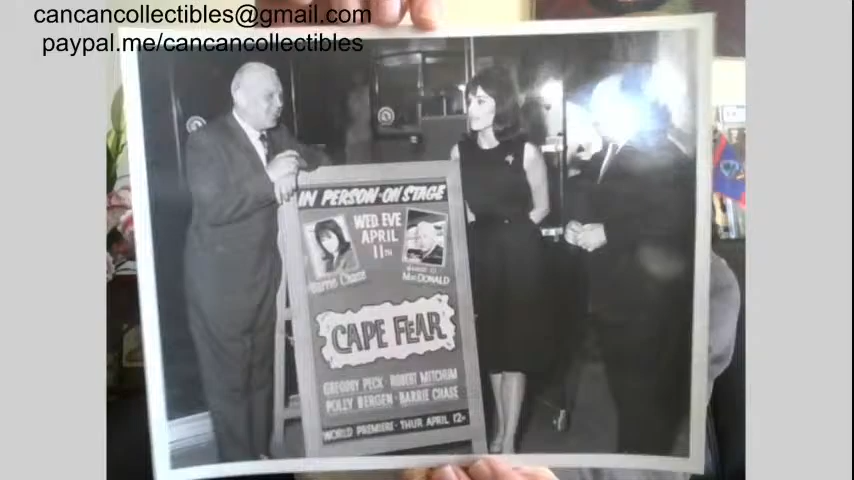 cancancollectibles@gmail.com
paypal.me/cancancollectibles
IN PERSON-ON STAGE
WED EVE
APRIL
11TH
Barrie Chase
MacDONALD
CAPE FEAR
GREGORY PECK · ROBERT MITCHUM
POLLY BERGEN · BARRIE CHASE
WORLD PREMIERE · THUR APRIL 12TH